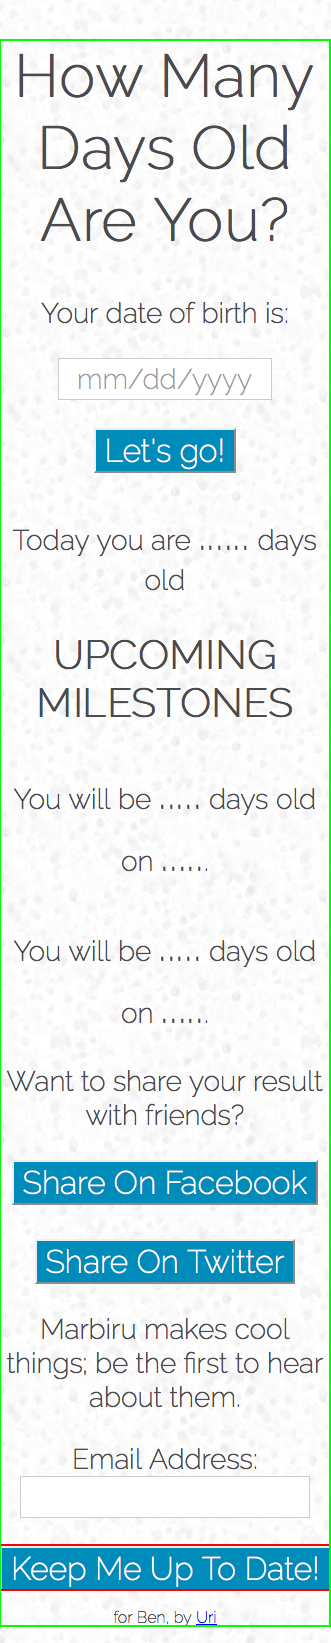 How Many
Days Old
Are You?
Your date of birth is:
mm/dd/yyyy
Let's go!
Today you are ...... days
old
UPCOMING
MILESTONES
You will be ..... days old
on ......
You will be ..... days old
on ......
Want to share your result
with friends?
Share On Facebook
Share On Twitter
Marbiru makes cool
things; be the first to hear
about them.
Email Address:
Keep Me Up To Date!
for Ben, by Uri